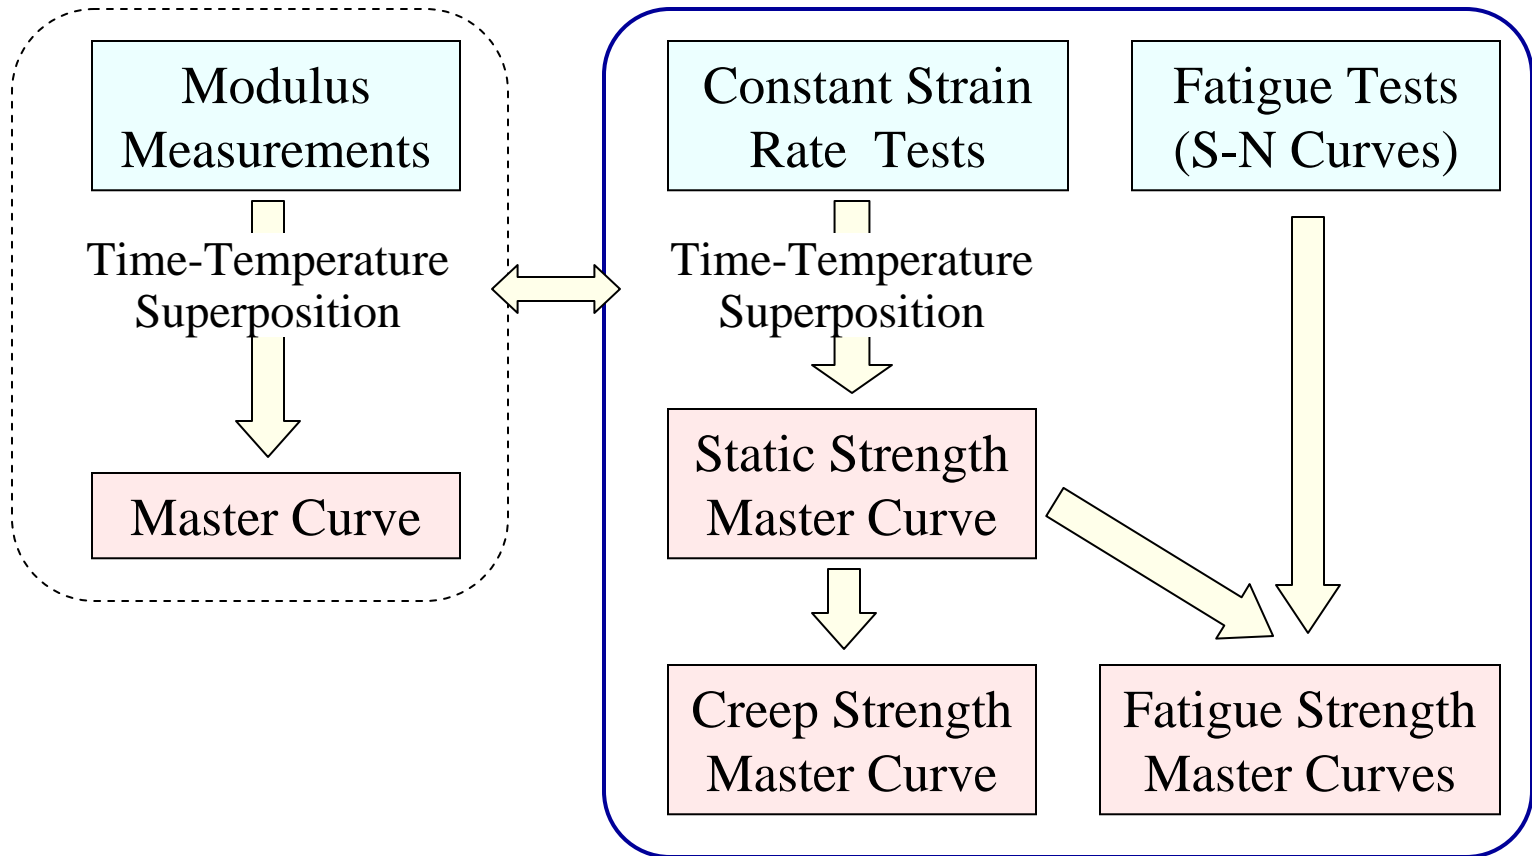 Modulus
Measurements
Time-Temperature
Superposition
Master Curve
Constant Strain
Rate  Tests
Time-Temperature
Superposition
Static Strength
Master Curve
Creep Strength
Master Curve
Fatigue Tests
(S-N Curves)
Fatigue Strength
Master Curves